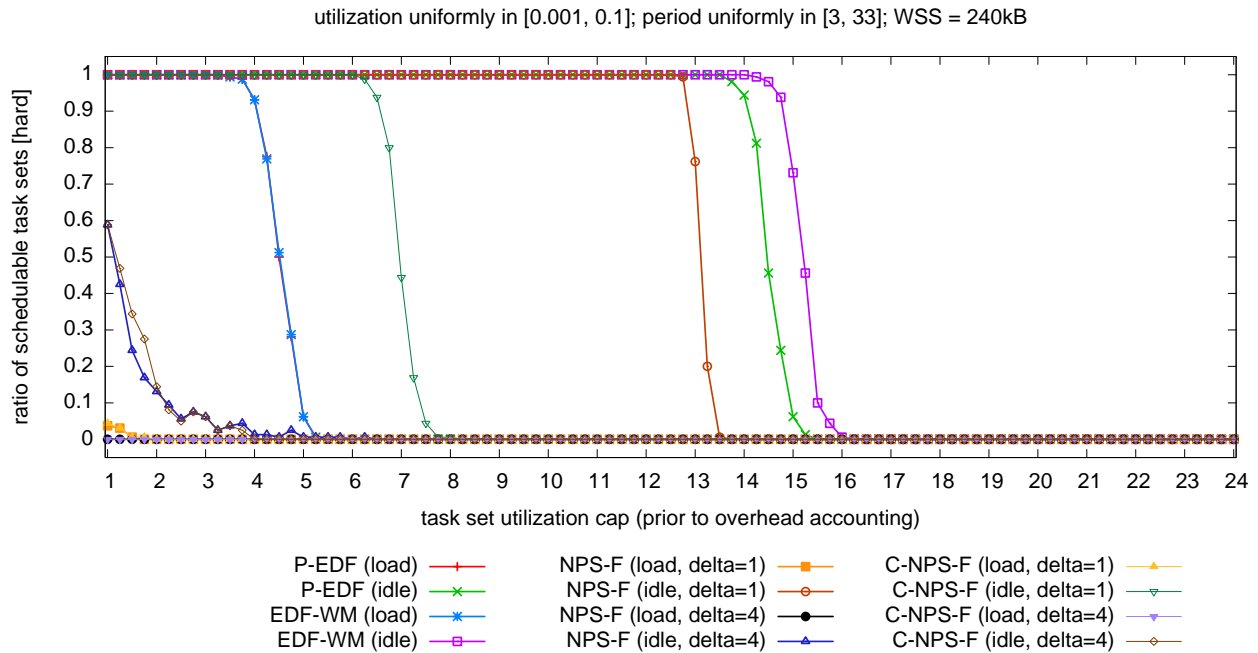 utilization uniformly in [0.001, 0.1]; period uniformly in [3, 33]; WSS = 240kB
ratio of schedulable task sets [hard]
1
0.9
0.8
0.7
0.6
0.5
0.4
0.3
0.2
0.1
0
1 2 3 4 5 6 7 8 9 10 11 12 13 14 15 16 17 18 19 20 21 22 23 24
task set utilization cap (prior to overhead accounting)
P-EDF (load)
P-EDF (idle)
EDF-WM (load)
EDF-WM (idle)
NPS-F (load, delta=1)
NPS-F (idle, delta=1)
NPS-F (load, delta=4)
NPS-F (idle, delta=4)
C-NPS-F (load, delta=1)
C-NPS-F (idle, delta=1)
C-NPS-F (load, delta=4)
C-NPS-F (idle, delta=4)